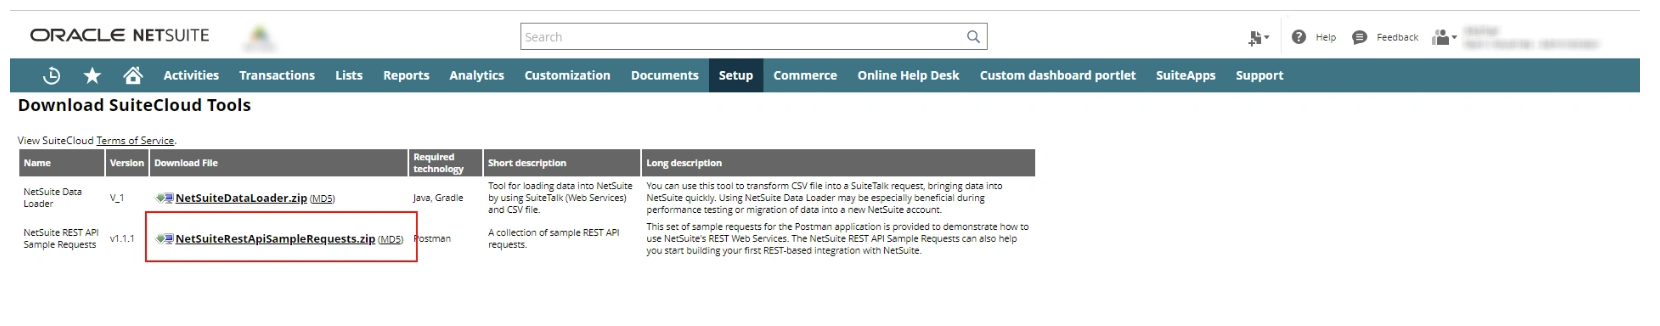 ORACLE NETSUITE
Search
Help Feedback
Activities Transactions Lists Reports Analytics Customization Documents Setup Commerce Online Help Desk Custom dashboard portlet SuiteApps Support
Download SuiteCloud Tools
View SuiteCloud Terms of Service.
Name Version Download File Required technology Short description Long description
NetSuite Data Loader V_1 NetSuiteDataLoader.zip (MD5) Java, Gradle
Tool for loading data into NetSuite
by using SuiteTalk (Web Services)
and CSV file.
You can use this tool to transform CSV file into a SuiteTalk request, bringing data into
NetSuite quickly. Using NetSuite Data Loader may be especially beneficial during
performance testing or migration of data into a new NetSuite account.
NetSuite REST API Sample Requests v1.1.1 NetSuiteRestApiSampleRequests.zip (MD5) Postman
A collection of sample REST API
requests.
This set of sample requests for the Postman application is provided to demonstrate how to
use NetSuite's REST Web Services. The NetSuite REST API Sample Requests can also help
you start building your first REST-based integration with NetSuite.